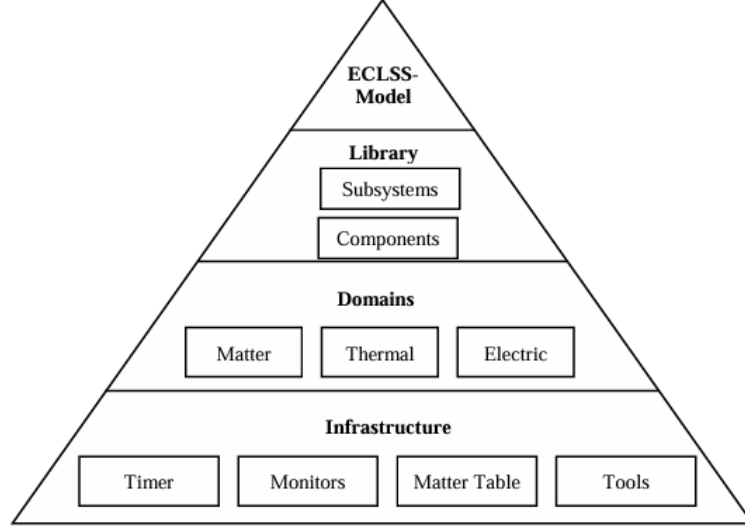 ECLSS-
Model
Library
Subsystems
Components
Domains
Matter
Thermal
Electric
Infrastructure
Timer
Monitors
Matter Table
Tools